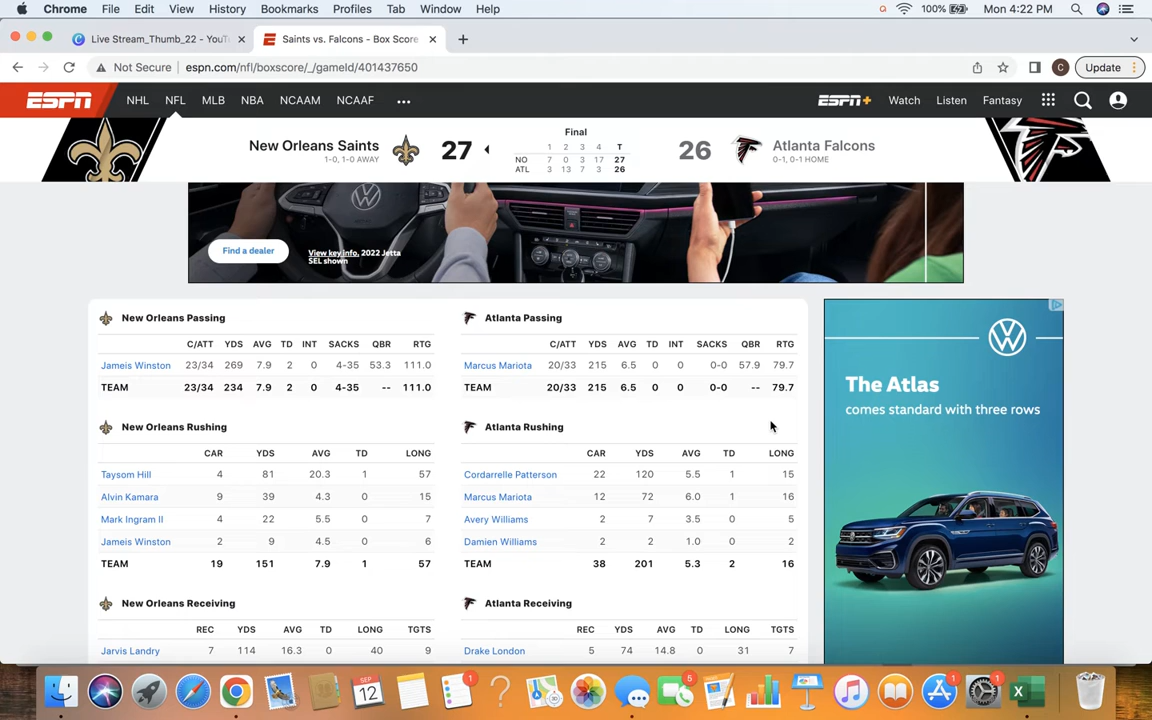 Chrome File Edit View History Bookmarks Profiles Tab Window Help 100% Mon 4:22 PM
Live Stream_Thumb_22 - YouT Saints vs. Falcons - Box Score
Not Secure espn.com/nfl/boxscore/_/gameId/401437650 C Update
ESPN NHL NFL MLB NBA NCAAM NCAAF ESPN+ Watch Listen Fantasy
New Orleans Saints 27 Final 26 Atlanta Falcons
1-0, 1-0 AWAY 0-1, 0-1 HOME
1 2 3 4 T
NO 7 0 3 17 27
ATL 3 13 7 3 26
Find a dealer
View key info. 2022 Jetta
SEL shown
New Orleans Passing
C/ATT YDS AVG TD INT SACKS QBR RTG
Jameis Winston 23/34 269 7.9 2 0 4-35 53.3 111.0
TEAM 23/34 234 7.9 2 0 4-35 -- 111.0
Atlanta Passing
C/ATT YDS AVG TD INT SACKS QBR RTG
Marcus Mariota 20/33 215 6.5 0 0 0-0 57.9 79.7
TEAM 20/33 215 6.5 0 0 0-0 -- 79.7
New Orleans Rushing
CAR YDS AVG TD LONG
Taysom Hill 4 81 20.3 1 57
Alvin Kamara 9 39 4.3 0 15
Mark Ingram II 4 22 5.5 0 7
Jameis Winston 2 9 4.5 0 6
TEAM 19 151 7.9 1 57
Atlanta Rushing
CAR YDS AVG TD LONG
Cordarrelle Patterson 22 120 5.5 1 15
Marcus Mariota 12 72 6.0 1 16
Avery Williams 2 7 3.5 0 5
Damien Williams 2 2 1.0 0 2
TEAM 38 201 5.3 2 16
New Orleans Receiving
REC YDS AVG TD LONG TGTS
Jarvis Landry 7 114 16.3 0 40 9
Atlanta Receiving
REC YDS AVG TD LONG TGTS
Drake London 5 74 14.8 0 31 7
The Atlas
comes standard with three rows
SEP
12
1
5
1
1